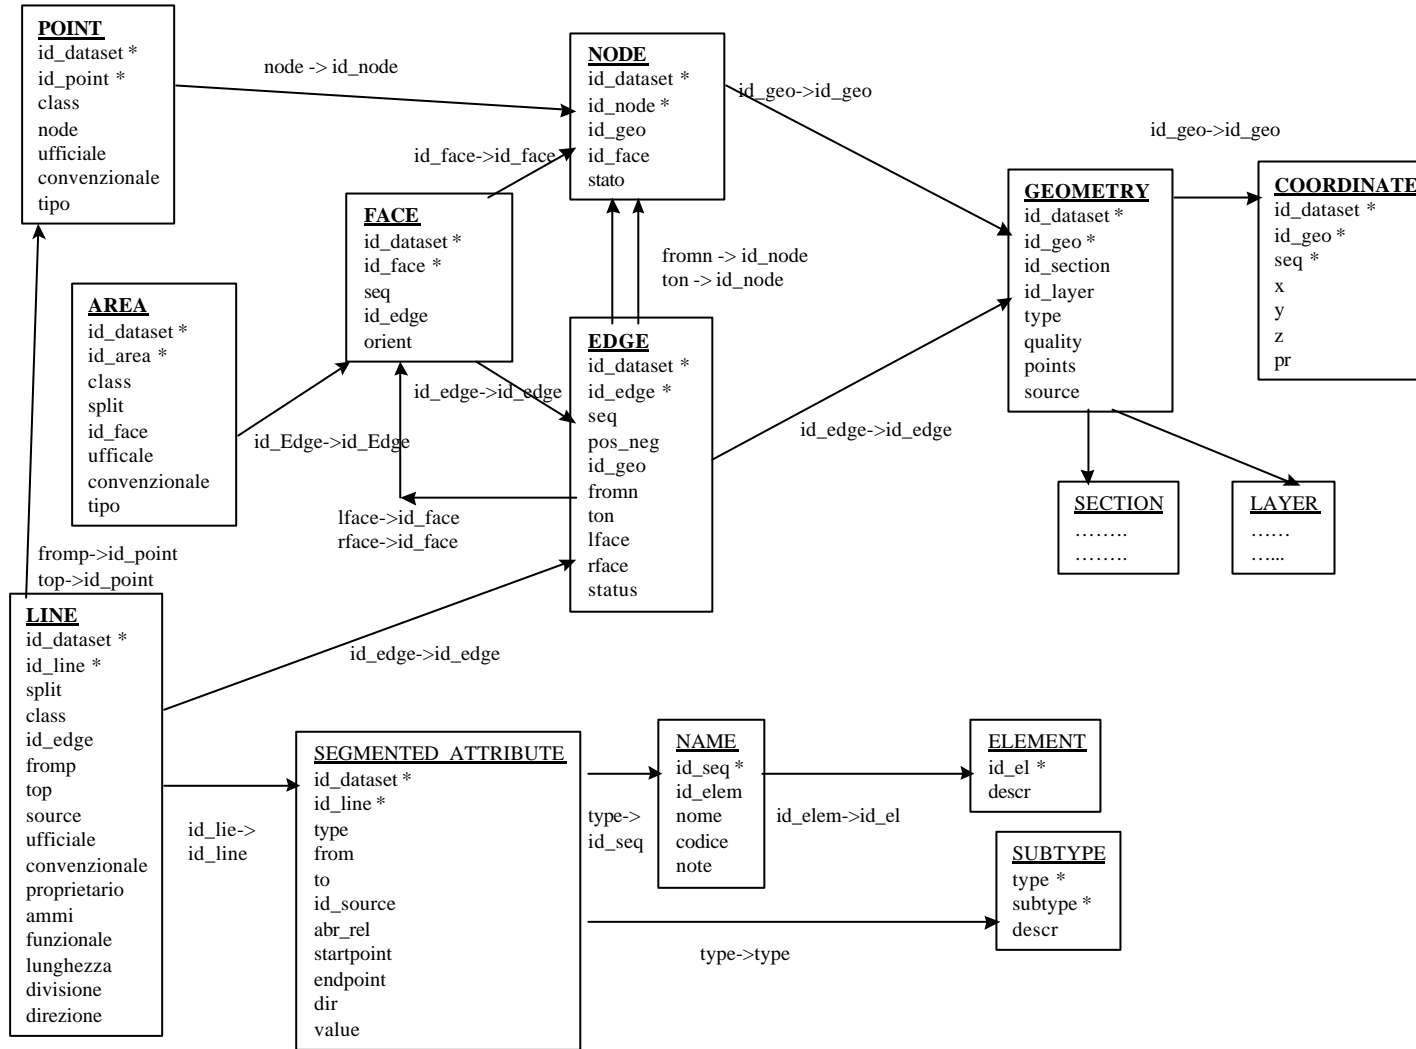 POINT
id_dataset *
id_point *
class
node
ufficiale
convenzionale
tipo
node -> id_node
NODE
id_dataset *
id_node *
id_geo
id_face
stato
id_geo->id_geo
id_geo->id_geo
id_face->id_face
FACE
id_dataset *
id_face *
seq
id_edge
orient
GEOMETRY
id_dataset *
id_geo *
id_section
id_layer
type
quality
points
source
COORDINATE
id_dataset *
id_geo *
seq *
x
y
z
pr
fromn -> id_node
ton -> id_node
AREA
id_dataset *
id_area *
class
split
id_face
ufficale
convenzionale
tipo
id_Edge->id_Edge
id_edge->id_edge
EDGE
id_dataset *
id_edge *
seq
pos_neg
id_geo
fromn
ton
lface
rface
status
id_edge->id_edge
lface->id_face
rface->id_face
SECTION
........
........
LAYER
......
......
fromp->id_point
top->id_point
LINE
id_dataset *
id_line *
split
class
id_edge
fromp
top
source
ufficiale
convenzionale
proprietario
ammi
funzionale
lunghezza
divisione
direzione
id_edge->id_edge
id_lie->
id_line
SEGMENTED_ATTRIBUTE
id_dataset *
id_line *
type
from
to
id_source
abr_rel
startpoint
endpoint
dir
value
type->
id_seq
NAME
id_seq *
id_elem
nome
codice
note
id_elem->id_el
ELEMENT
id_el *
descr
type->type
SUBTYPE
type *
subtype *
descr